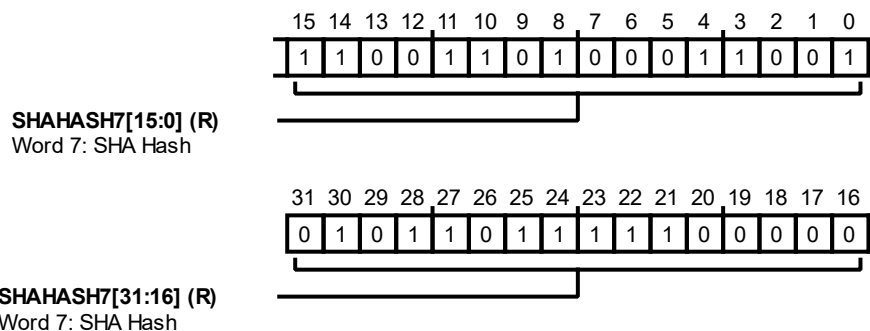 15 14 13 12 11 10 9 8 7 6 5 4 3 2 1 0
1 1 0 0 1 1 0 1 0 0 0 1 1 0 0 1
SHAHASH7[15:0] (R)
Word 7: SHA Hash
31 30 29 28 27 26 25 24 23 22 21 20 19 18 17 16
0 1 0 1 1 0 1 1 1 1 1 0 0 0 0 0
SHAHASH7[31:16] (R)
Word 7: SHA Hash